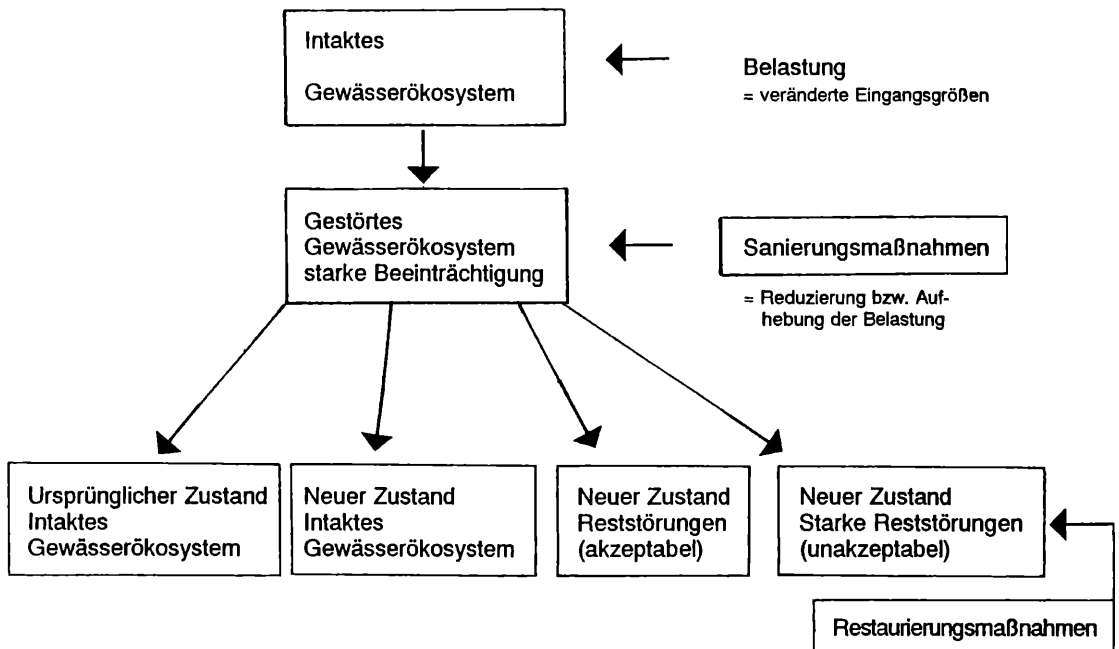 Intaktes
Gewässerökosystem
Belastung
= veränderte Eingangsgrößen
Gestörtes
Gewässerökosystem
starke Beeinträchtigung
Sanierungsmaßnahmen
= Reduzierung bzw. Auf-
hebung der Belastung
Ursprünglicher Zustand
Intaktes
Gewässerökosystem
Neuer Zustand
Intaktes
Gewässerökosystem
Neuer Zustand
Reststörungen
(akzeptabel)
Neuer Zustand
Starke Reststörungen
(unakzeptabel)
Restaurierungsmaßnahmen